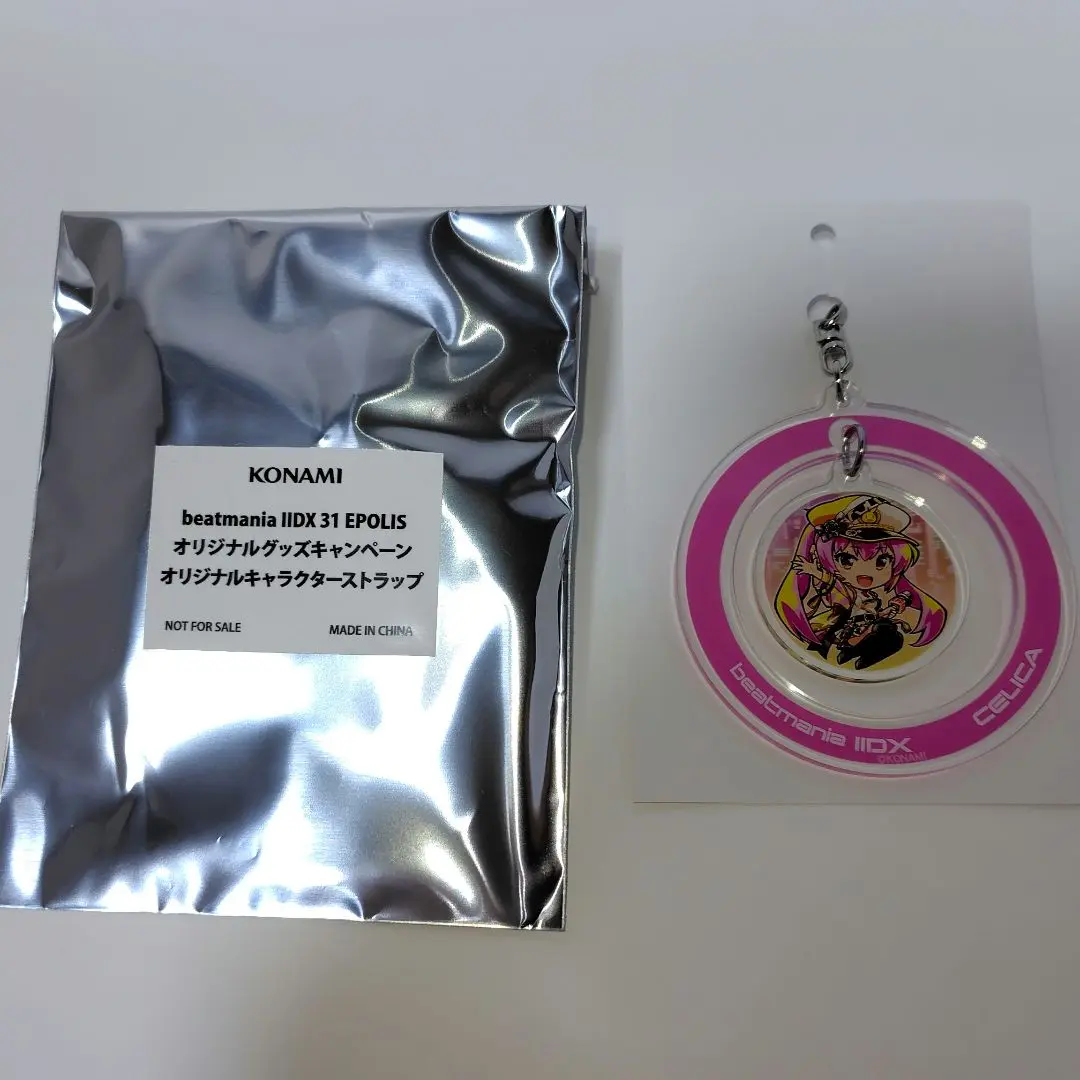 KONAMI
beatmania IIDX 31 EPOLIS
オリジナルグッズキャンペーン
オリジナルキャラクターストラップ
NOT FOR SALE
MADE IN CHINA
beatmania IIDX
CELICA
©KONAMI